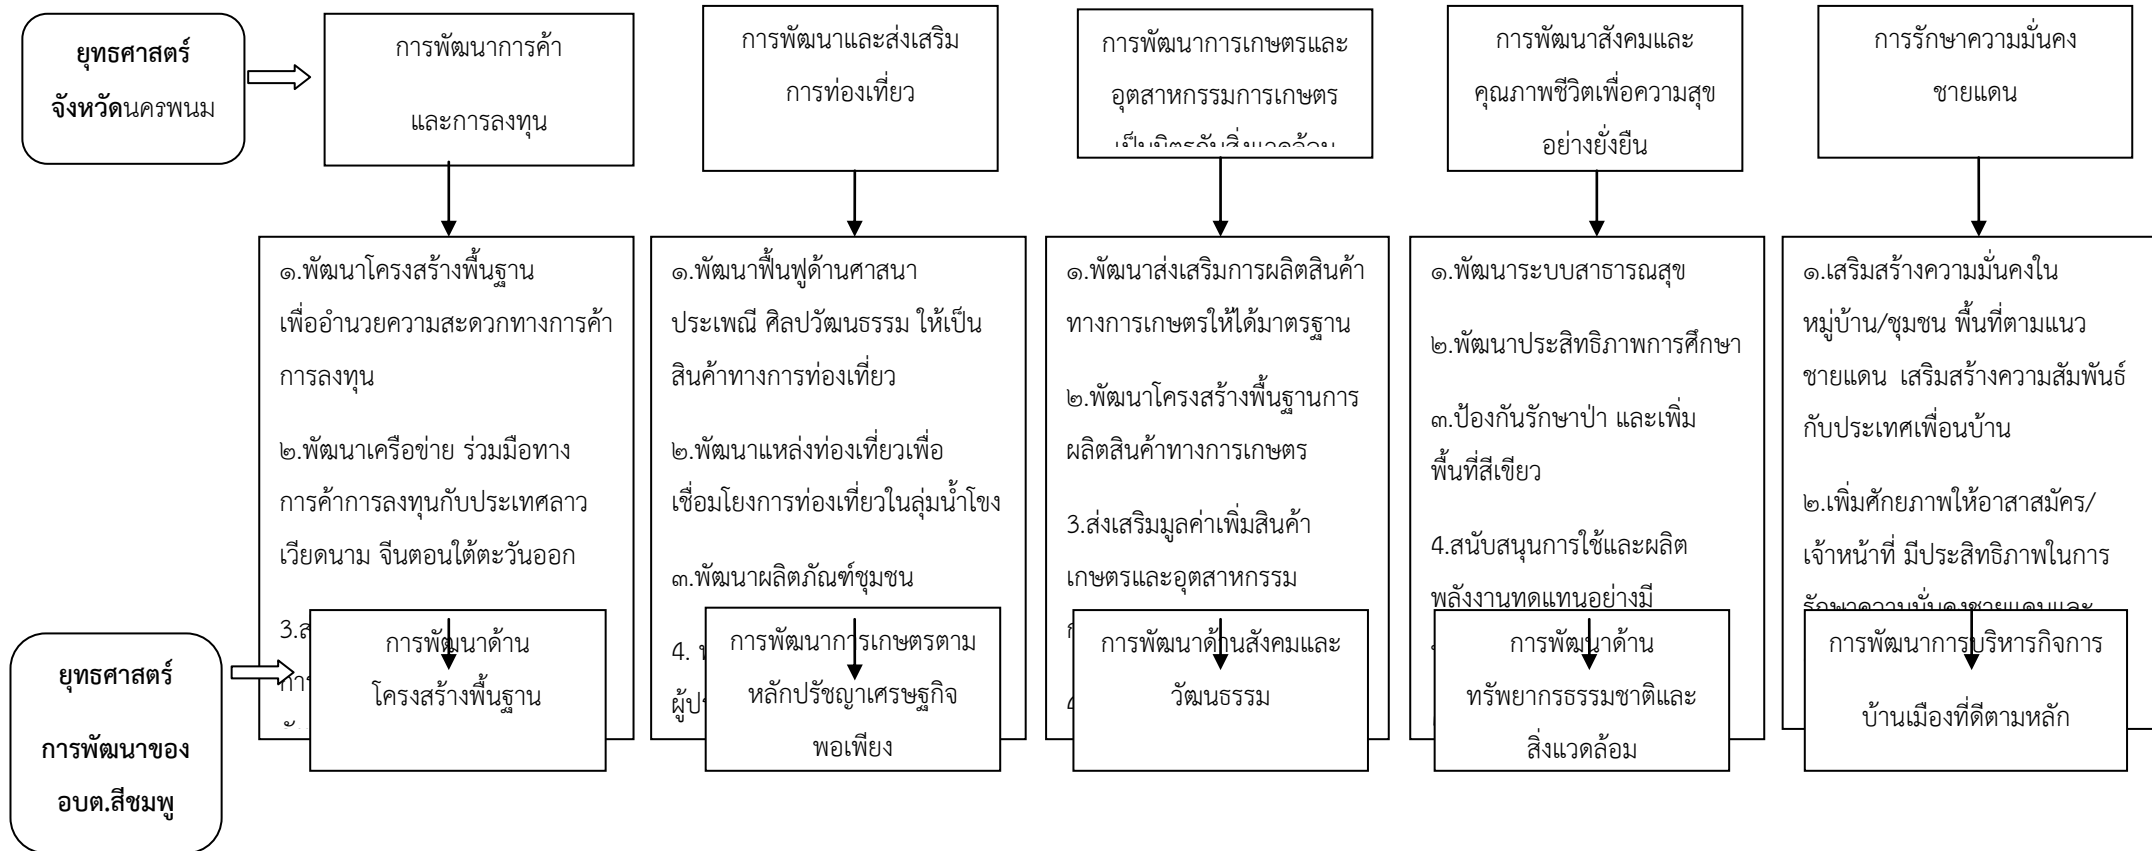 ยุทธศาสตร์
จังหวัดนครพนม
การพัฒนาการค้า
และการลงทุน
การพัฒนาและส่งเสริม
การท่องเที่ยว
การพัฒนาการเกษตรและ
อุตสาหกรรมการเกษตร
เป็นมิตรกับสิ่งแวดล้อม
การพัฒนาสังคมและ
คุณภาพชีวิตเพื่อความสุข
อย่างยั่งยืน
การรักษาความมั่นคง
ชายแดน
๑.พัฒนาโครงสร้างพื้นฐาน
เพื่ออำนวยความสะดวกทางการค้า
การลงทุน
๒.พัฒนาเครือข่าย ร่วมมือทาง
การค้าการลงทุนกับประเทศลาว
เวียดนาม จีนตอนใต้ตะวันออก
3.ส
การ
๑.พัฒนาฟื้นฟูด้านศาสนา
ประเพณี ศิลปวัฒนธรรม ให้เป็น
สินค้าทางการท่องเที่ยว
๒.พัฒนาแหล่งท่องเที่ยวเพื่อ
เชื่อมโยงการท่องเที่ยวในลุ่มน้ำโขง
๓.พัฒนาผลิตภัณฑ์ชุมชน
4.
ผู้ป
๑.พัฒนาส่งเสริมการผลิตสินค้า
ทางการเกษตรให้ได้มาตรฐาน
๒.พัฒนาโครงสร้างพื้นฐานการ
ผลิตสินค้าทางการเกษตร
3.ส่งเสริมมูลค่าเพิ่มสินค้า
เกษตรและอุตสาหกรรม
๑.พัฒนาระบบสาธารณสุข
๒.พัฒนาประสิทธิภาพการศึกษา
๓.ป้องกันรักษาป่า และเพิ่ม
พื้นที่สีเขียว
4.สนับสนุนการใช้และผลิต
พลังงานทดแทนอย่างมี
๑.เสริมสร้างความมั่นคงใน
หมู่บ้าน/ชุมชน พื้นที่ตามแนว
ชายแดน เสริมสร้างความสัมพันธ์
กับประเทศเพื่อนบ้าน
๒.เพิ่มศักยภาพให้อาสาสมัคร/
เจ้าหน้าที่ มีประสิทธิภาพในการ
รักษาความมั่นคงชายแดนและ
ยุทธศาสตร์
การพัฒนาของ
อบต.สีชมพู
การพัฒนาด้าน
โครงสร้างพื้นฐาน
การพัฒนาการเกษตรตาม
หลักปรัชญาเศรษฐกิจ
พอเพียง
การพัฒนาด้านสังคมและ
วัฒนธรรม
การพัฒนาด้าน
ทรัพยากรธรรมชาติและ
สิ่งแวดล้อม
การพัฒนาการบริหารกิจการ
บ้านเมืองที่ดีตามหลัก